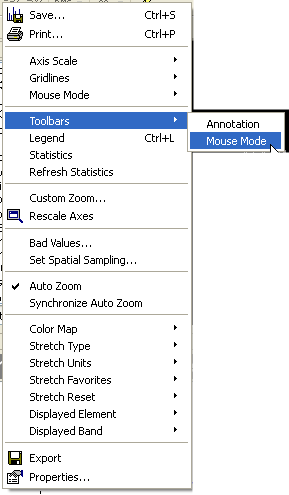 Save... Ctrl+S
Print... Ctrl+P
Axis Scale
Gridlines
Mouse Mode
Toolbars
Annotation
Legend Ctrl+L
Mouse Mode
Statistics
Refresh Statistics
Custom Zoom...
Rescale Axes
Bad Values...
Set Spatial Sampling...
Auto Zoom
Synchronize Auto Zoom
Color Map
Stretch Type
Stretch Units
Stretch Favorites
Stretch Reset
Displayed Element
Displayed Band
Export
Properties...